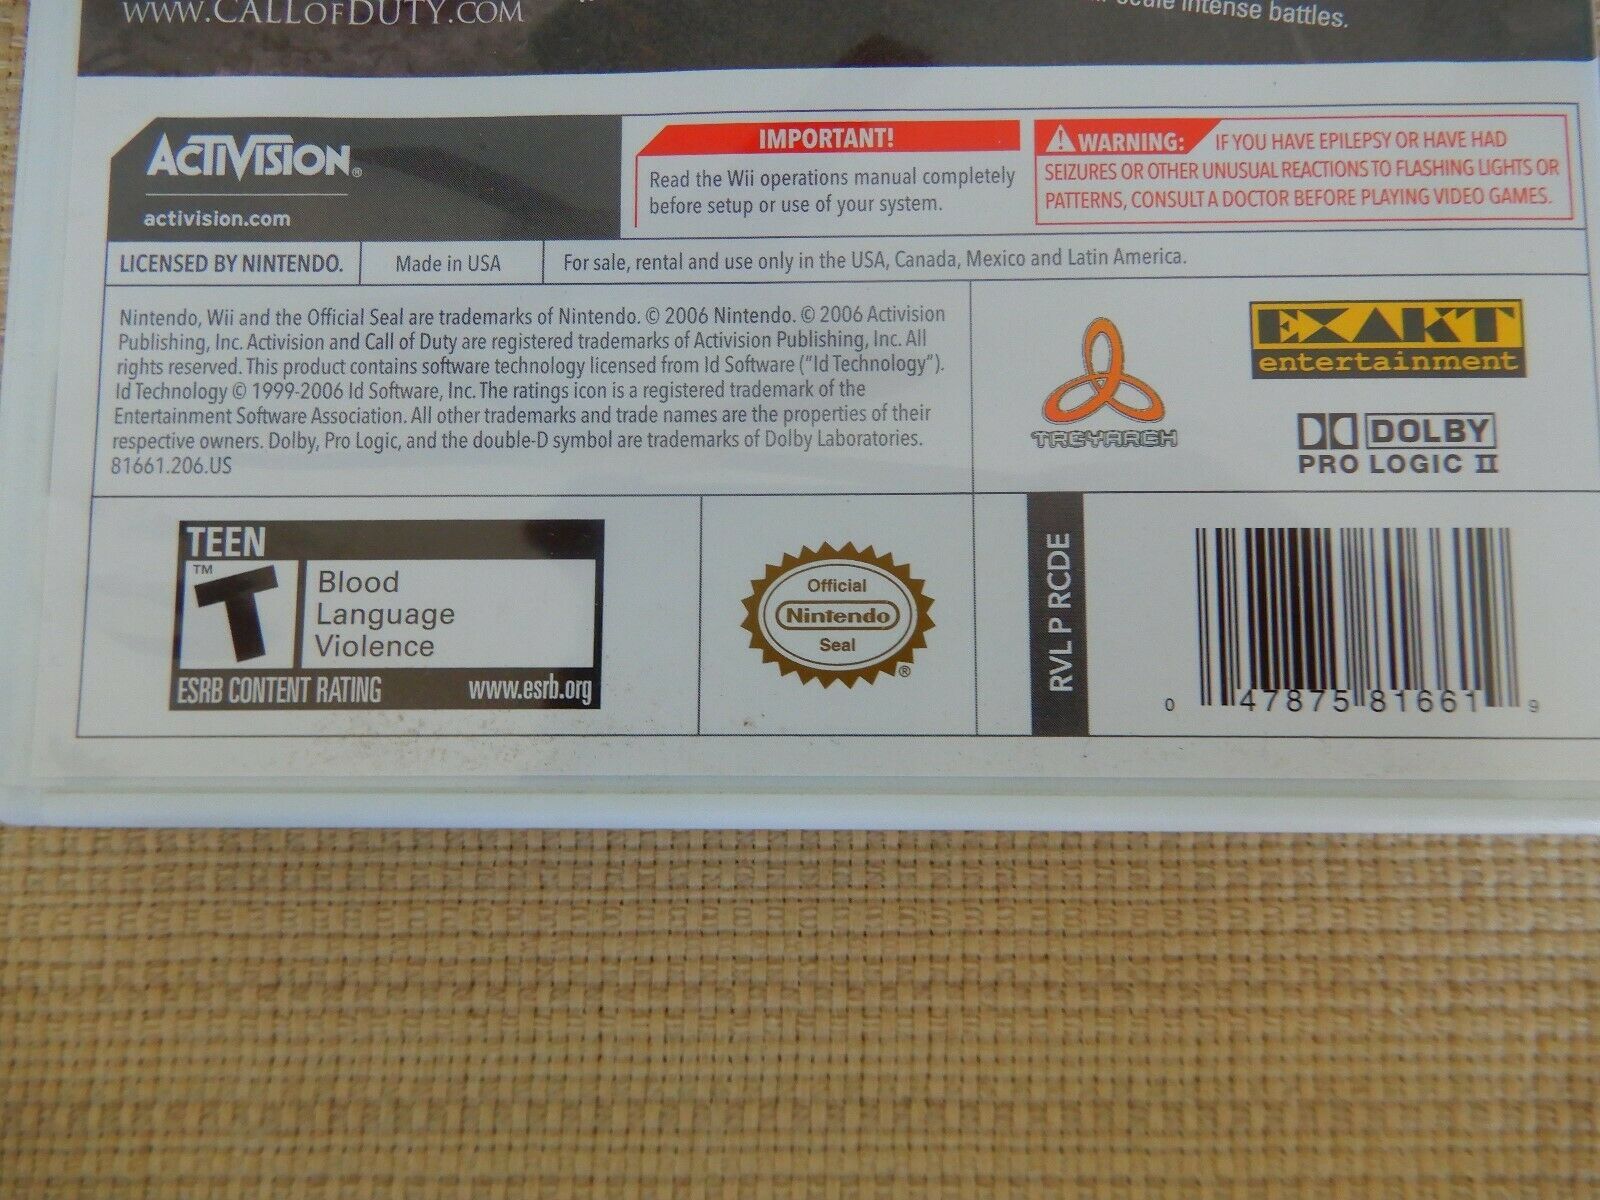 WWW.CALLOFDUTY.COM
intense battles.
ACTIVISION®
activision.com
IMPORTANT!
Read the Wii operations manual completely
before setup or use of your system.
WARNING: IF YOU HAVE EPILEPSY OR HAVE HAD
SEIZURES OR OTHER UNUSUAL REACTIONS TO FLASHING LIGHTS OR
PATTERNS, CONSULT A DOCTOR BEFORE PLAYING VIDEO GAMES.
LICENSED BY NINTENDO.
Made in USA
For sale, rental and use only in the USA, Canada, Mexico and Latin America.
Nintendo, Wii and the Official Seal are trademarks of Nintendo. © 2006 Nintendo. © 2006 Activision
Publishing, Inc. Activision and Call of Duty are registered trademarks of Activision Publishing, Inc. All
rights reserved. This product contains software technology licensed from Id Software ("Id Technology").
Id Technology © 1999-2006 Id Software, Inc. The ratings icon is a registered trademark of the
Entertainment Software Association. All other trademarks and trade names are the properties of their
respective owners. Dolby, Pro Logic, and the double-D symbol are trademarks of Dolby Laboratories.
81661.206.US
TREYARCH
EXAKT
entertainment
DOLBY
PRO LOGIC II
TEEN
T™
Blood
Language
Violence
ESRB CONTENT RATING www.esrb.org
Official
Nintendo
Seal®
RVL P RCDE
0 47875 81661 9